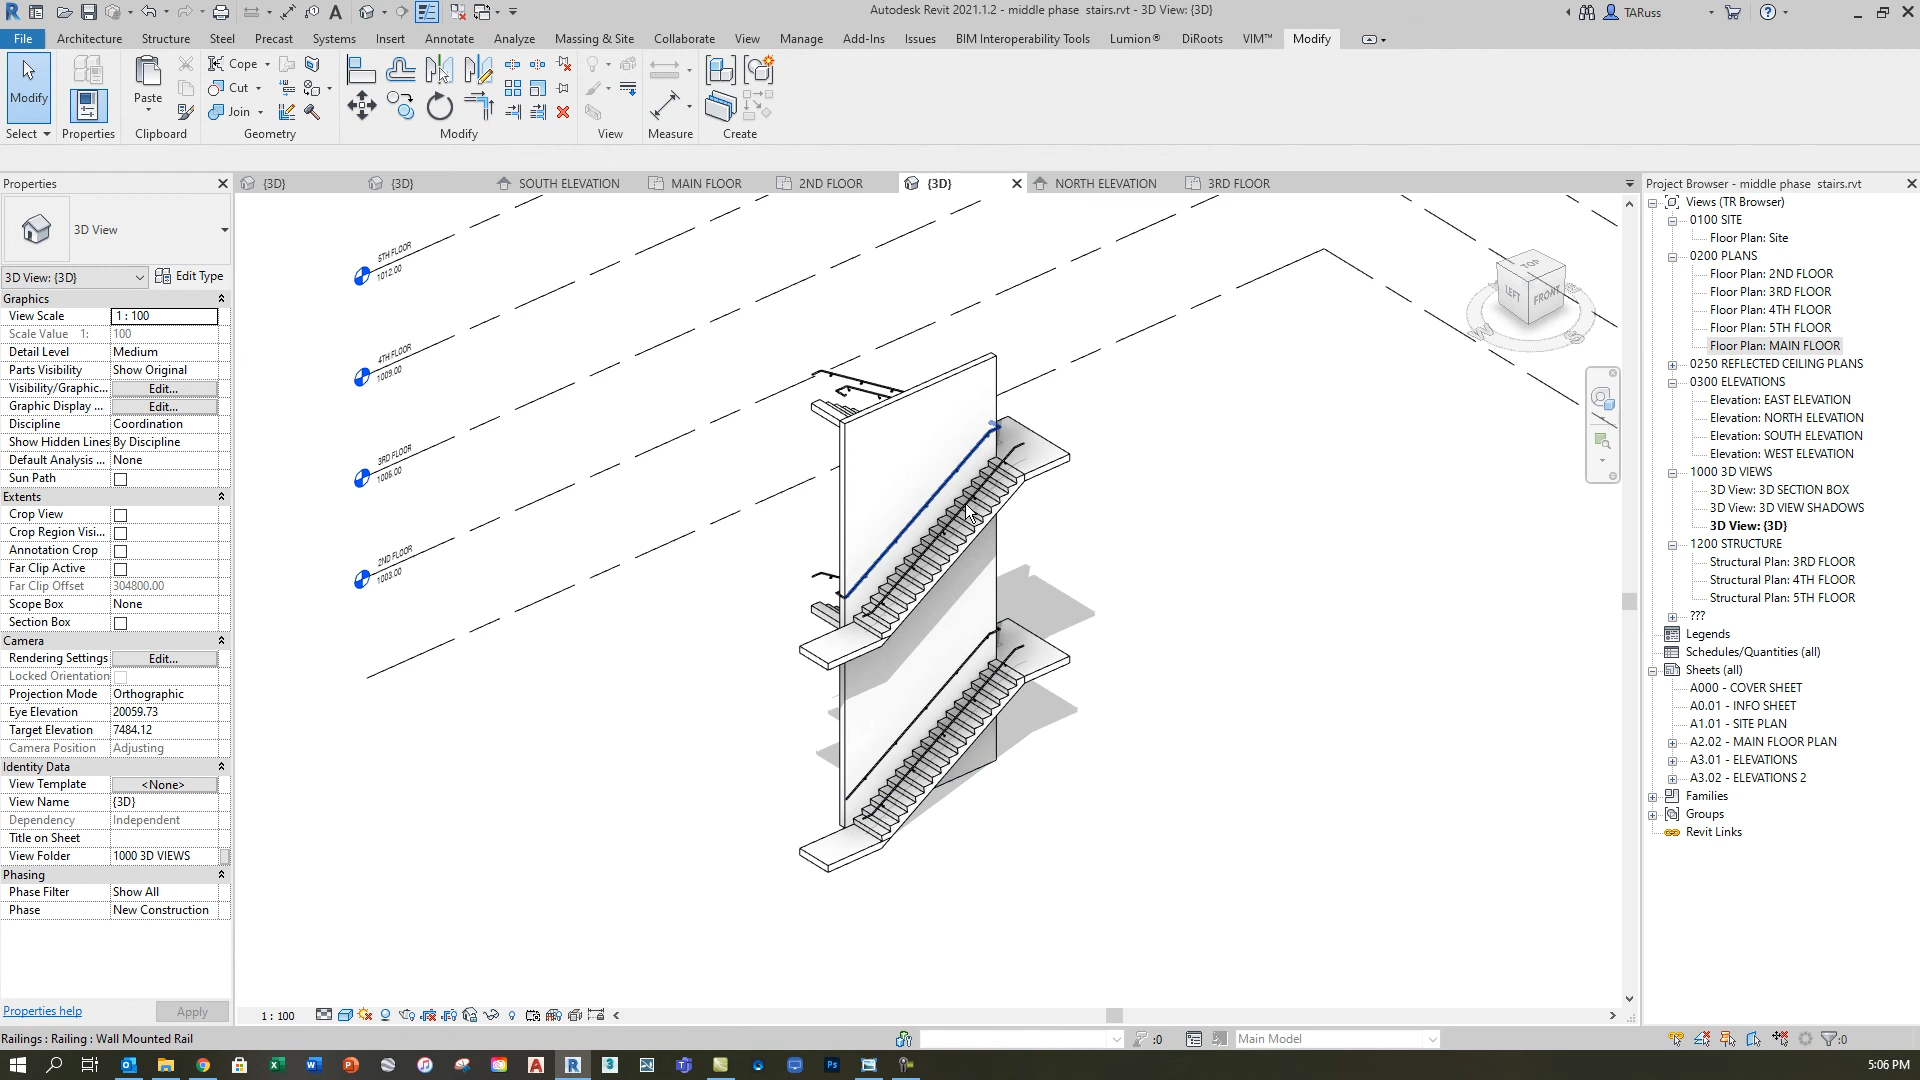 Autodesk Revit 2021.1.2 - middle phase stairs.rvt - 3D View: {3D}
TARuss
File
Architecture
Structure
Steel
Precast
Systems
Insert
Annotate
Analyze
Massing & Site
Collaborate
View
Manage
Add-Ins
Issues
BIM Interoperability Tools
Lumion®
DiRoots
VIM™
Modify
Modify
Paste
Cope
Cut
Join
Select
Properties
Clipboard
Geometry
Modify
View
Measure
Create
Properties
{3D}
{3D}
SOUTH ELEVATION
MAIN FLOOR
2ND FLOOR
{3D}
NORTH ELEVATION
3RD FLOOR
Project Browser - middle phase stairs.rvt
3D View
3D View: {3D}
Edit Type
Graphics
View Scale 1 : 100
Scale Value 1: 100
Detail Level Medium
Parts Visibility Show Original
Visibility/Graphic... Edit...
Graphic Display ... Edit...
Discipline Coordination
Show Hidden Lines By Discipline
Default Analysis ... None
Sun Path
Extents
Crop View
Crop Region Visi...
Annotation Crop
Far Clip Active
Far Clip Offset 304800.00
Scope Box None
Section Box
Camera
Rendering Settings Edit...
Locked Orientation
Projection Mode Orthographic
Eye Elevation 20059.73
Target Elevation 7484.12
Camera Position Adjusting
Identity Data
View Template <None>
View Name {3D}
Dependency Independent
Title on Sheet
View Folder 1000 3D VIEWS
Phasing
Phase Filter Show All
Phase New Construction
Properties help
Apply
5TH FLOOR
1012.00
4TH FLOOR
1009.00
3RD FLOOR
1006.00
2ND FLOOR
1003.00
TOP
LEFT
FRONT
W
S
Views (TR Browser)
0100 SITE
Floor Plan: Site
0200 PLANS
Floor Plan: 2ND FLOOR
Floor Plan: 3RD FLOOR
Floor Plan: 4TH FLOOR
Floor Plan: 5TH FLOOR
Floor Plan: MAIN FLOOR
0250 REFLECTED CEILING PLANS
0300 ELEVATIONS
Elevation: EAST ELEVATION
Elevation: NORTH ELEVATION
Elevation: SOUTH ELEVATION
Elevation: WEST ELEVATION
1000 3D VIEWS
3D View: 3D SECTION BOX
3D View: 3D VIEW SHADOWS
3D View: {3D}
1200 STRUCTURE
Structural Plan: 3RD FLOOR
Structural Plan: 4TH FLOOR
Structural Plan: 5TH FLOOR
???
Legends
Schedules/Quantities (all)
Sheets (all)
A000 - COVER SHEET
A0.01 - INFO SHEET
A1.01 - SITE PLAN
A2.02 - MAIN FLOOR PLAN
A3.01 - ELEVATIONS
A3.02 - ELEVATIONS 2
Families
Groups
Revit Links
1 : 100
Railings : Railing : Wall Mounted Rail
:0
Main Model
:0
5:06 PM